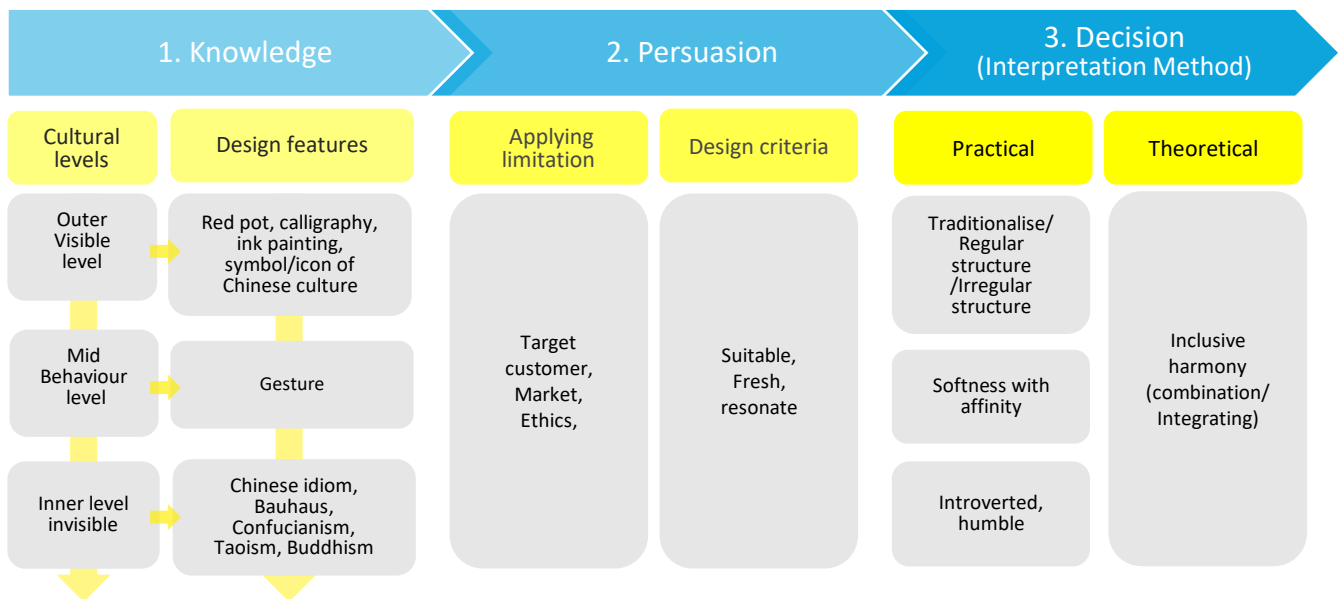 1. Knowledge
2. Persuasion
3. Decision
(Interpretation Method)
Cultural
levels
Design features
Applying
limitation
Design criteria
Practical
Theoretical
Outer
Visible
level
Red pot, calligraphy,
ink painting,
symbol/icon of
Chinese culture
Mid
Behaviour
level
Gesture
Inner level
invisible
Chinese idiom,
Bauhaus,
Confucianism,
Taoism, Buddhism
Target
customer,
Market,
Ethics,
Suitable,
Fresh,
resonate
Traditionalise/
Regular
structure
/Irregular
structure
Softness with
affinity
Introverted,
humble
Inclusive
harmony
(combination/
Integrating)